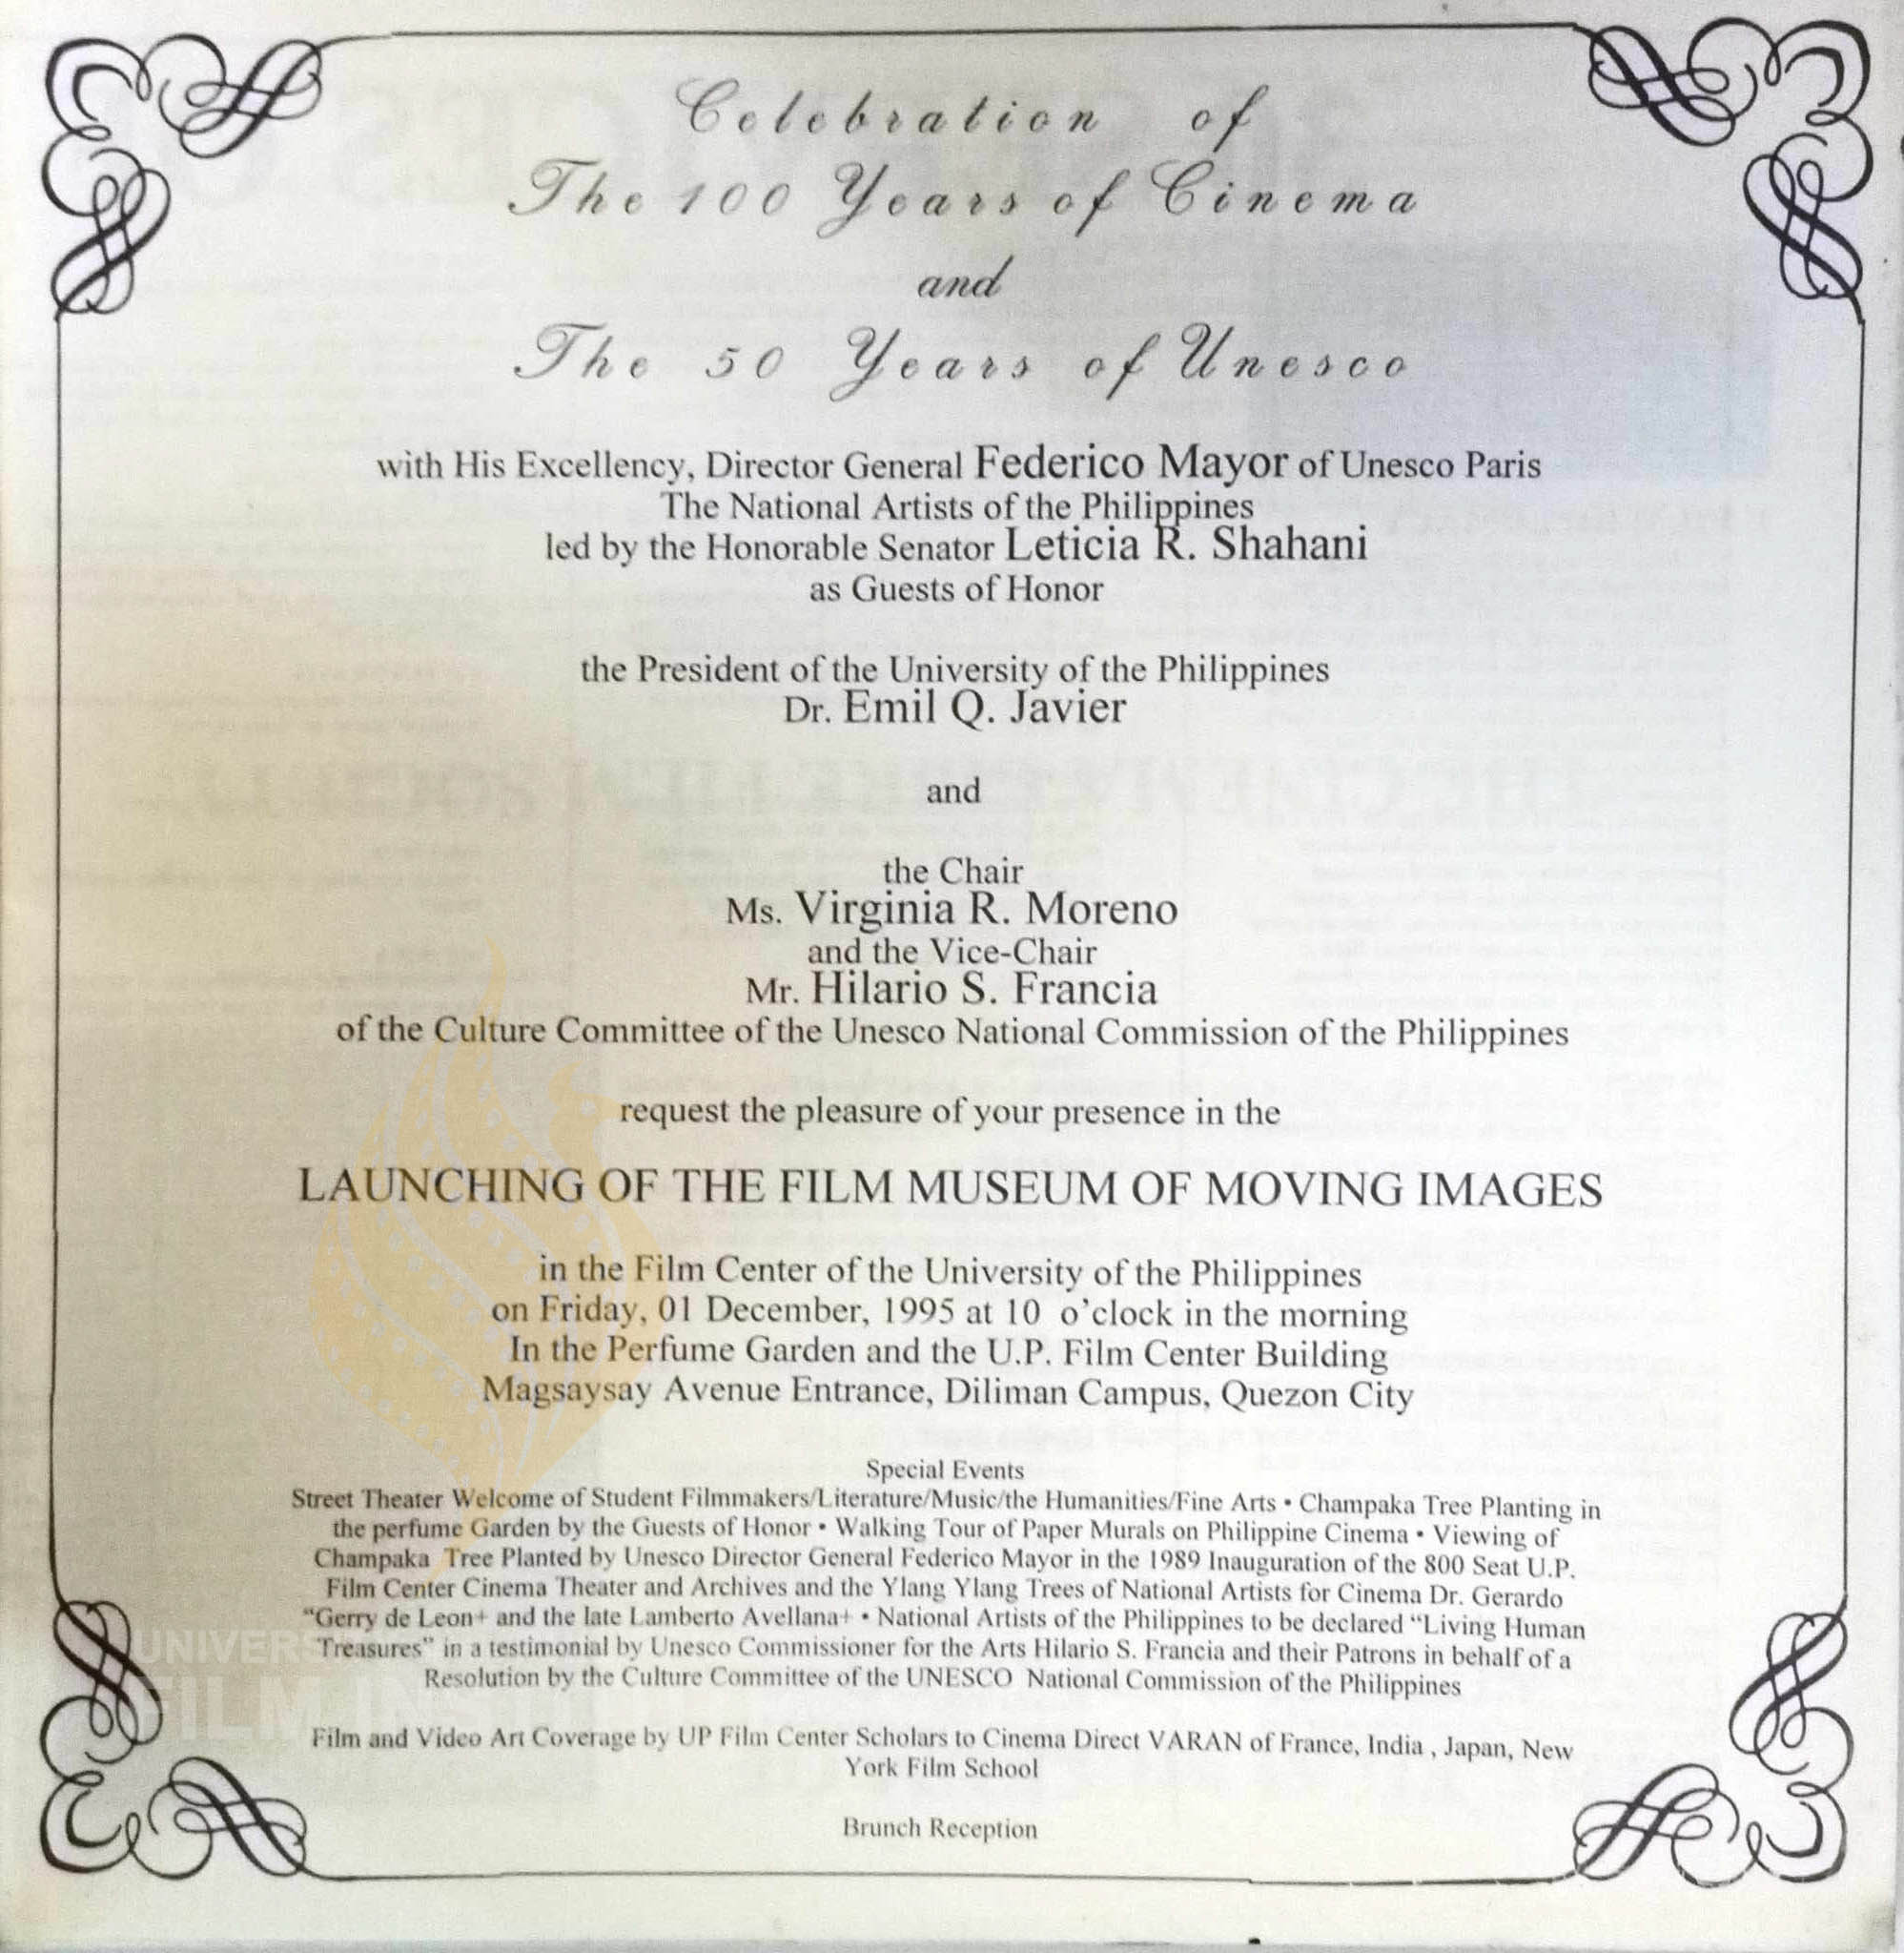 Celebration of
The 100 Years of Cinema
and
The 50 Years of Unesco
with His Excellency, Director General Federico Mayor of Unesco Paris
The National Artists of the Philippines
led by the Honorable Senator Leticia R. Shahani
as Guests of Honor
the President of the University of the Philippines
Dr. Emil Q. Javier
and
the Chair
Ms. Virginia R. Moreno
and the Vice-Chair
Mr. Hilario S. Francia
of the Culture Committee of the Unesco National Commission of the Philippines
request the pleasure of your presence in the
LAUNCHING OF THE FILM MUSEUM OF MOVING IMAGES
in the Film Center of the University of the Philippines
on Friday, 01 December, 1995 at 10 o'clock in the morning
In the Perfume Garden and the U.P. Film Center Building
Magsaysay Avenue Entrance, Diliman Campus, Quezon City
Special Events
Street Theater Welcome of Student Filmmakers/Literature/Music/the Humanities/Fine Arts • Champaka Tree Planting in
the perfume Garden by the Guests of Honor • Walking Tour of Paper Murals on Philippine Cinema • Viewing of
Champaka Tree Planted by Unesco Director General Federico Mayor in the 1989 Inauguration of the 800 Seat U.P.
Film Center Cinema Theater and Archives and the Ylang Ylang Trees of National Artists for Cinema Dr. Gerardo
"Gerry de Leon+ and the late Lamberto Avellana+ • National Artists of the Philippines to be declared "Living Human
Treasures" in a testimonial by Unesco Commissioner for the Arts Hilario S. Francia and their Patrons in behalf of a
Resolution by the Culture Committee of the UNESCO National Commission of the Philippines
Film and Video Art Coverage by UP Film Center Scholars to Cinema Direct VARAN of France, India , Japan, New
York Film School
Brunch Reception